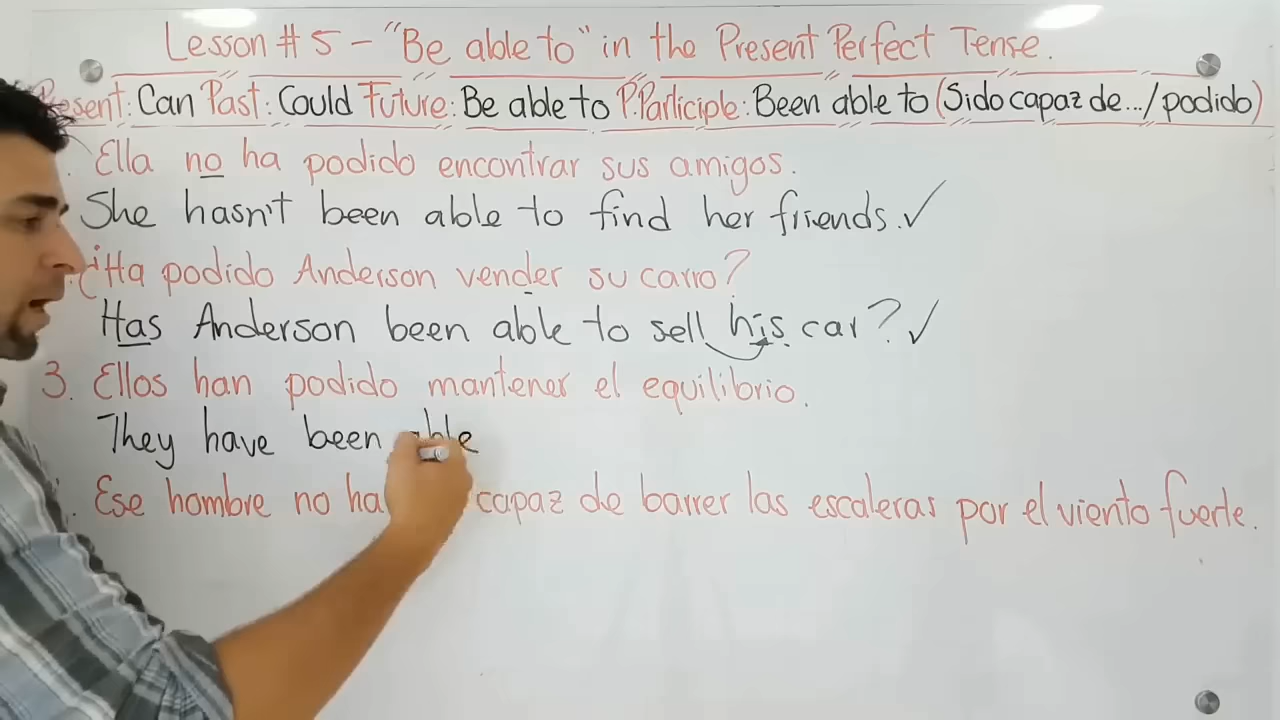 Lesson # 5 - "Be able to" in the Present Perfect Tense.
Present: Can Past: Could Future: Be able to P.Participle: Been able to (Sido capaz de.../podido)
Ella no ha podido encontrar sus amigos.
She hasn't been able to find her friends. ✓
¿Ha podido Anderson vender su carro?
Has Anderson been able to sell his car? ✓
3. Ellos han podido mantener el equilibrio.
They have been able
Ese hombre no ha capaz de barrer las escaleras por el viento fuerte.